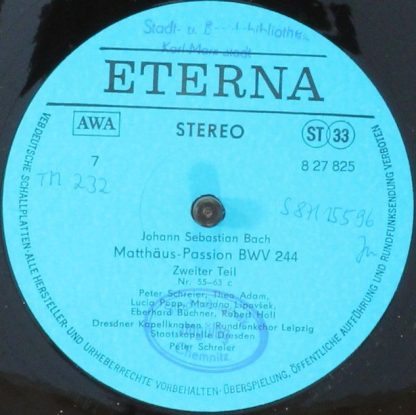 Stadt- u. B
Karl-Marx-Stadt
ETERNA
AWA
STEREO
ST 33
7
8 27 825
TM 232
S 871 15596
Johann Sebastian Bach
Matthäus-Passion BWV 244
Zweiter Teil
Nr. 55–63 c
Peter Schreier, Theo Adam,
Lucia Popp, Marjana Lipovšek,
Eberhard Büchner, Robert Holl
Dresdner Kapellknaben · Rundfunkchor Leipzig
Staatskapelle Dresden
Peter Schreier
Chemnitz
VEB DEUTSCHE SCHALLPLATTEN · ALLE HERSTELLER- UND URHEBERRECHTE VORBEHALTEN · ÜBERSPIELUNG, ÖFFENTLICHE AUFFÜHRUNG UND RUNDFUNKSENDUNG VERBOTEN